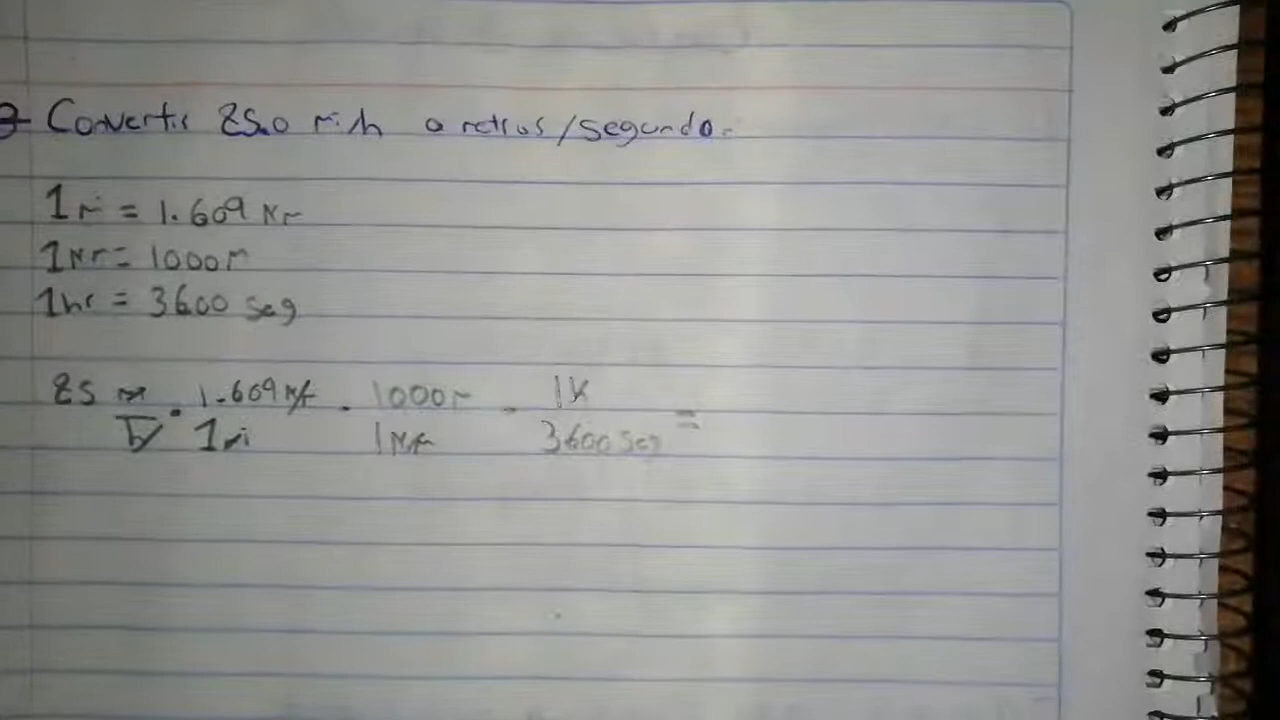 3- Convertir 85.0 mi/h a metros/segundo.
1mi = 1.609 Km
1Km = 1000m
1hr = 3600 seg
85 mi . 1.609 Km . 1000m . 1h =
h 1mi 1Km 3600 seg